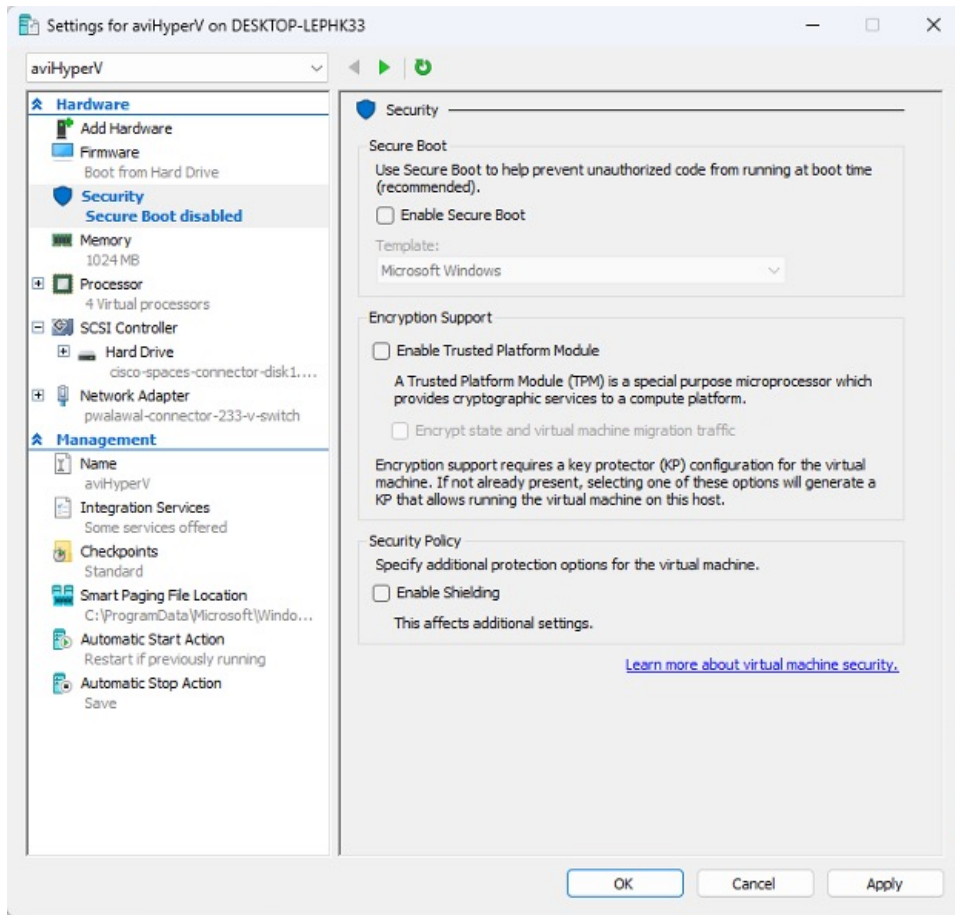 Settings for aviHyperV on DESKTOP-LEPHK33
aviHyperV
Hardware
Add Hardware
Firmware
Boot from Hard Drive
Security
Secure Boot disabled
Memory
1024 MB
Processor
4 Virtual processors
SCSI Controller
Hard Drive
cisco-spaces-connector-disk1....
Network Adapter
pwalawal-connector-233-v-switch
Management
Name
aviHyperV
Integration Services
Some services offered
Checkpoints
Standard
Smart Paging File Location
C:\ProgramData\Microsoft\Windo...
Automatic Start Action
Restart if previously running
Automatic Stop Action
Save
Security
Secure Boot
Use Secure Boot to help prevent unauthorized code from running at boot time
(recommended).
Enable Secure Boot
Template:
Microsoft Windows
Encryption Support
Enable Trusted Platform Module
A Trusted Platform Module (TPM) is a special purpose microprocessor which
provides cryptographic services to a compute platform.
Encrypt state and virtual machine migration traffic
Encryption support requires a key protector (KP) configuration for the virtual
machine. If not already present, selecting one of these options will generate a
KP that allows running the virtual machine on this host.
Security Policy
Specify additional protection options for the virtual machine.
Enable Shielding
This affects additional settings.
Learn more about virtual machine security.
OK
Cancel
Apply